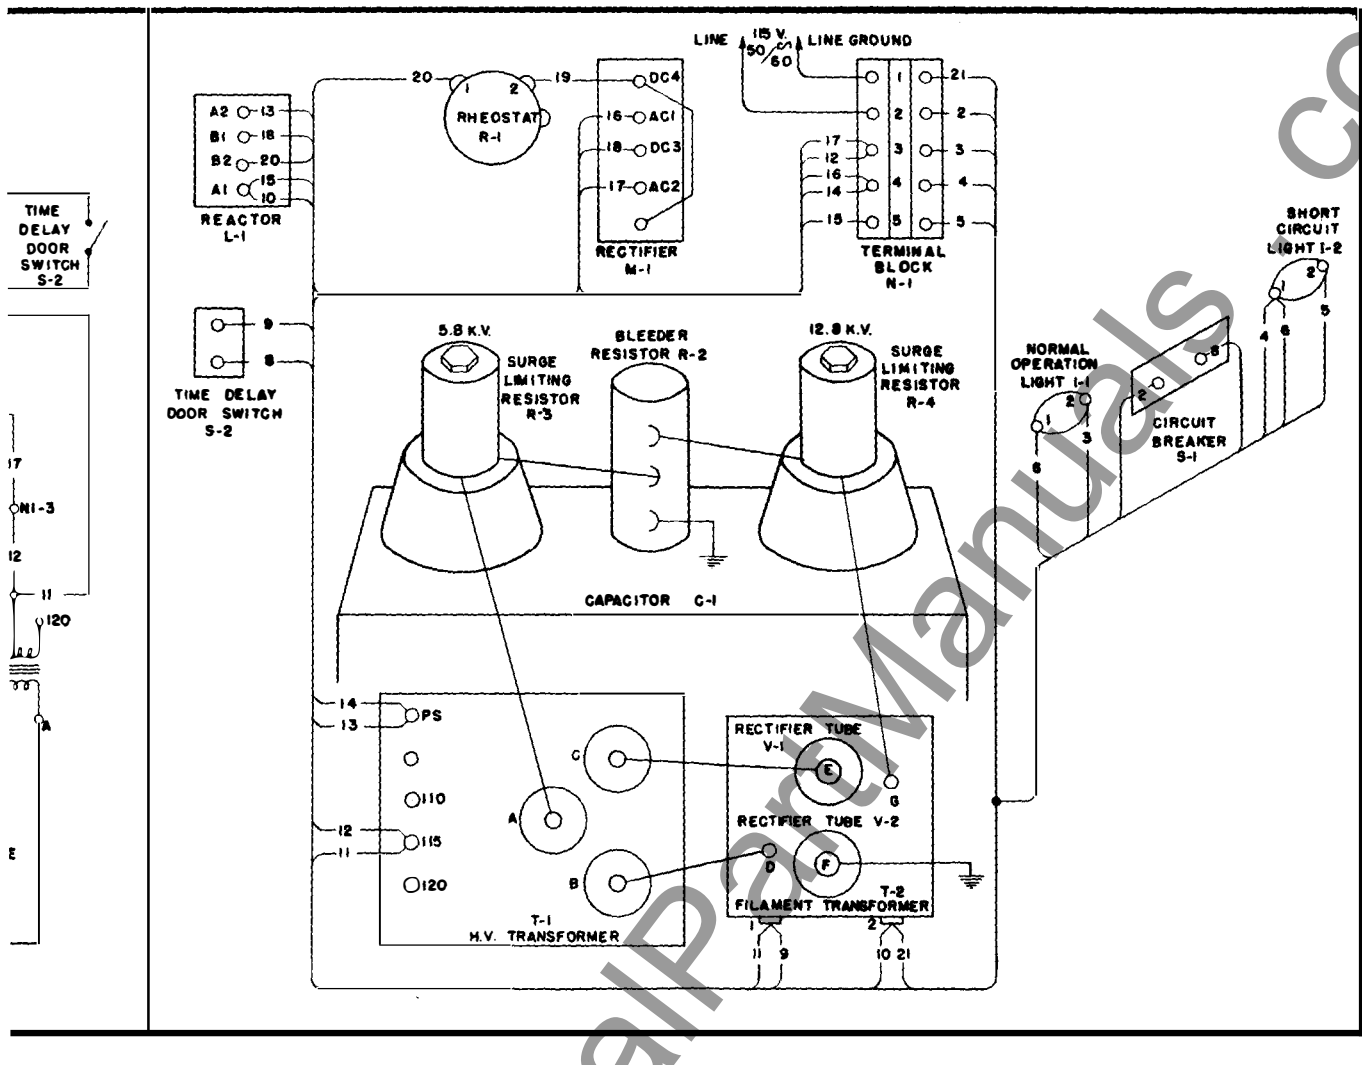 TIME
DELAY
DOOR
SWITCH
S-2
17
N1-3
12
11
120
A
E
A2 13
B1 18
B2 20
A1 15
10
REACTOR
L-1
9
8
TIME DELAY
DOOR SWITCH
S-2
20
1 2
19
RHEOSTAT
R-1
DC4
16 AC1
18 DC3
17 AC2
RECTIFIER
M-1
LINE
115 V.
50/60
LINE GROUND
1 21
2 2
17
12
3 3
16
14
4 4
15 5 5
TERMINAL
BLOCK
N-1
SHORT
CIRCUIT
LIGHT 1-2
1 2
4 6 5
NORMAL
OPERATION
LIGHT 1-1
1 2
6 3
2 8
CIRCUIT
BREAKER
S-1
5.8 K.V.
SURGE
LIMITING
RESISTOR
R-3
BLEEDER
RESISTOR R-2
12.8 K.V.
SURGE
LIMITING
RESISTOR
R-4
CAPACITOR C-1
14
13
PS
110
12
11
115
120
A
C
B
T-1
H.V. TRANSFORMER
RECTIFIER TUBE
V-1
E
G
RECTIFIER TUBE V-2
D
F
T-2
FILAMENT TRANSFORMER
1 2
11 9
10 21
alPartManuals.co